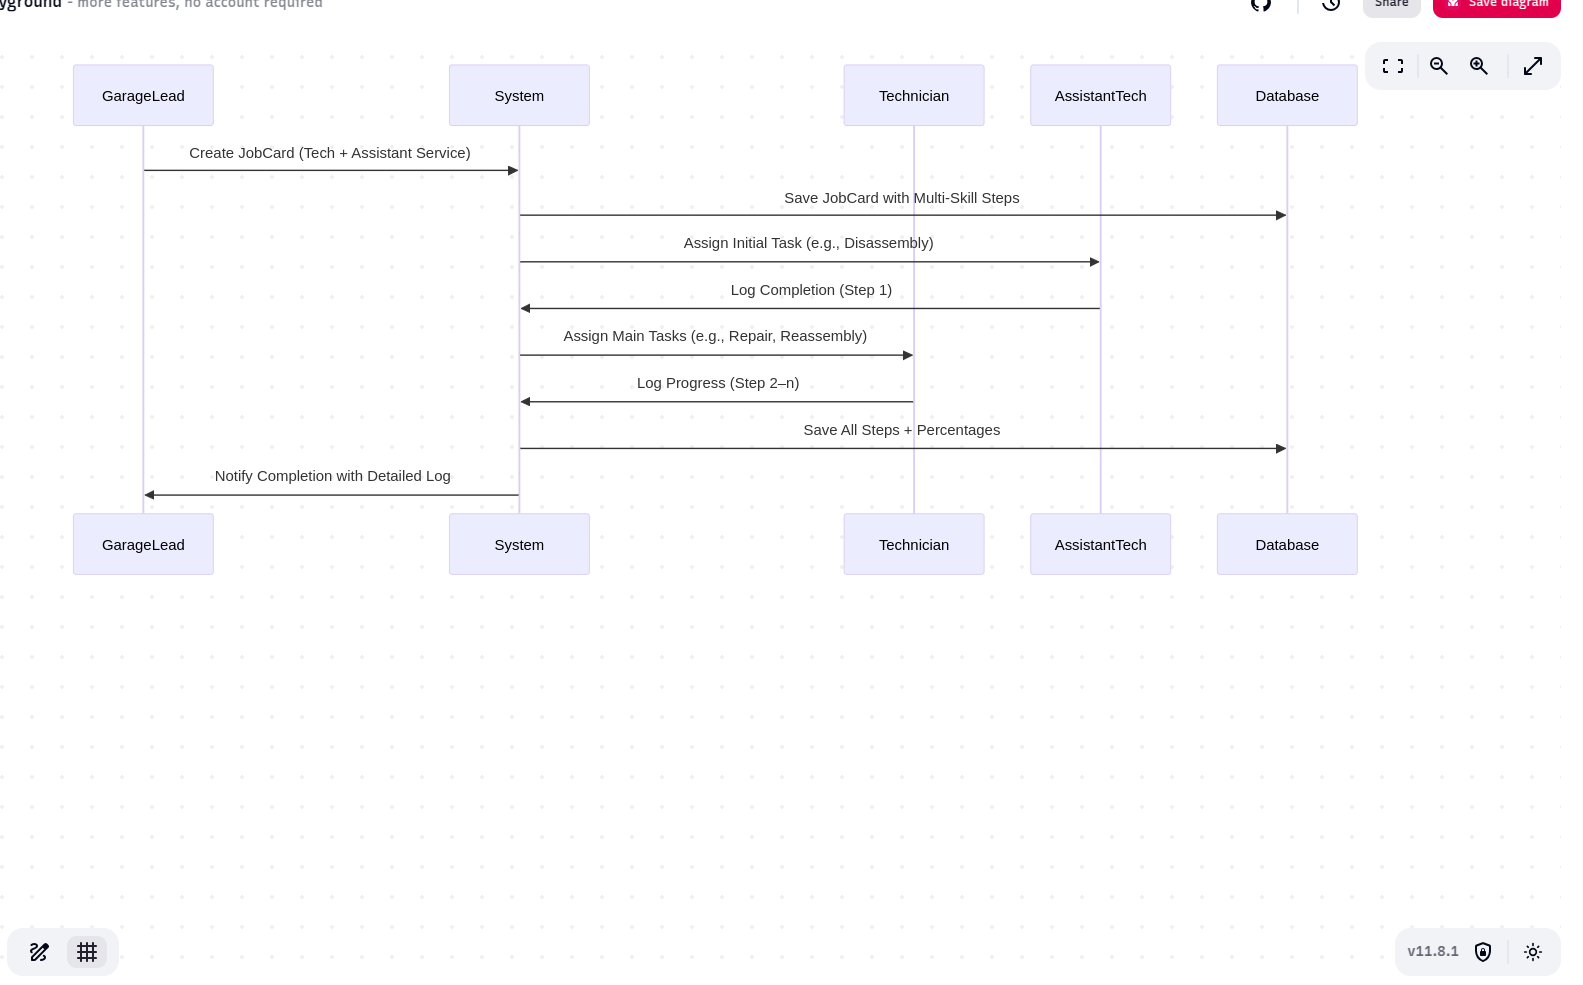 yground - more features, no account required
Share
Save diagram
GarageLead
System
Technician
AssistantTech
Database
Create JobCard (Tech + Assistant Service)
Save JobCard with Multi-Skill Steps
Assign Initial Task (e.g., Disassembly)
Log Completion (Step 1)
Assign Main Tasks (e.g., Repair, Reassembly)
Log Progress (Step 2–n)
Save All Steps + Percentages
Notify Completion with Detailed Log
GarageLead
System
Technician
AssistantTech
Database
v11.8.1